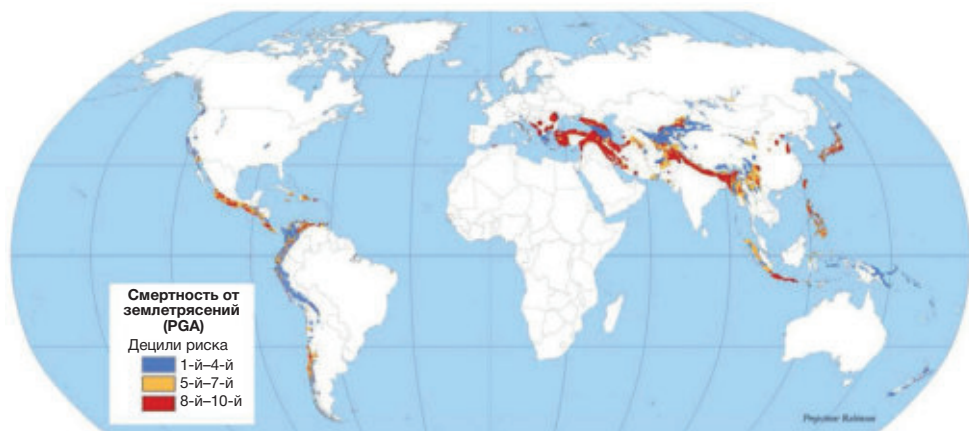 Смертность от
землетрясений
(PGA)
Децили риска
1-й–4-й
5-й–7-й
8-й–10-й
Projection: Robinson